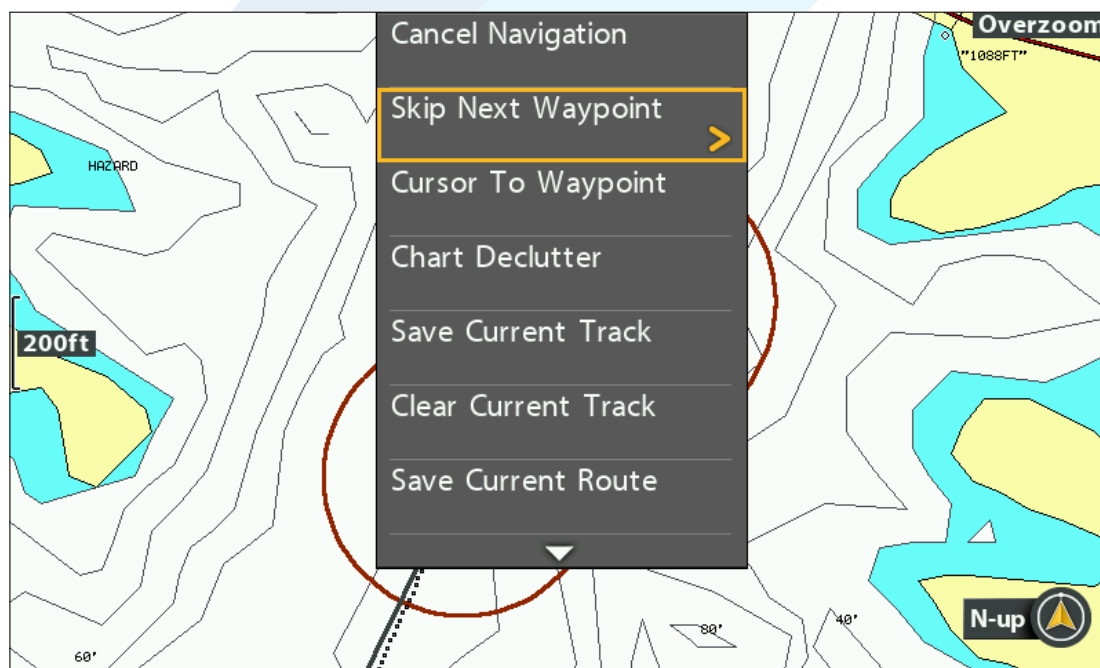 Cancel Navigation
Overzoom
"1088FT"
Skip Next Waypoint
HAZARD
Cursor To Waypoint
Chart Declutter
Save Current Track
200ft
Clear Current Track
Save Current Route
N-up
80'
40'
60'